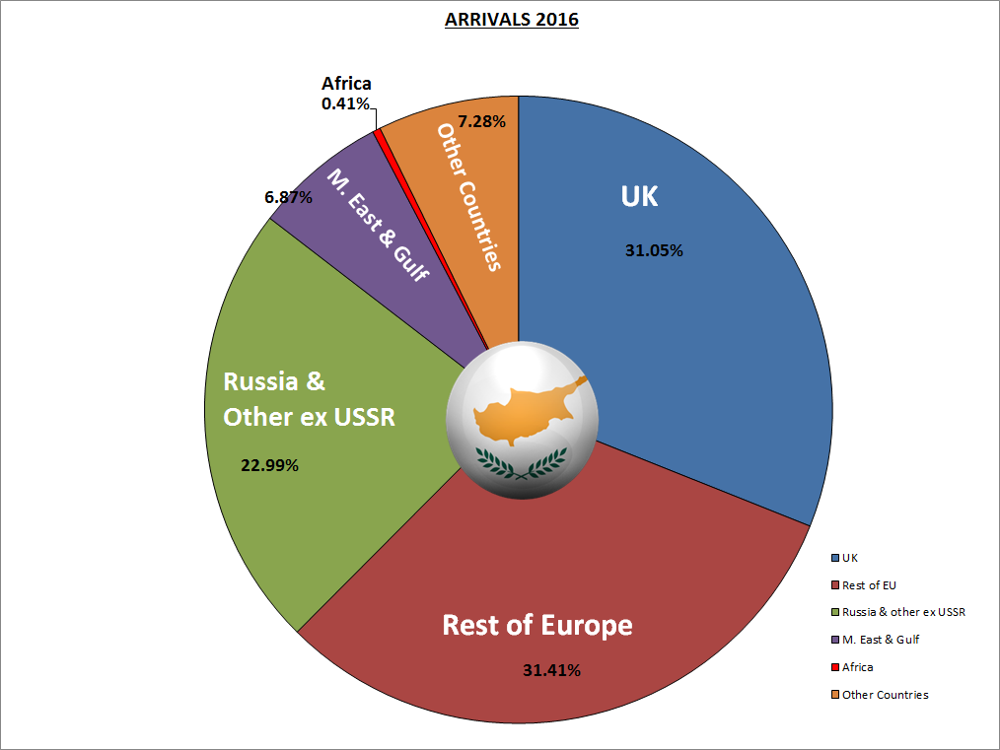 ARRIVALS 2016
Africa
0.41%
7.28%
Other Countries
UK
31.05%
6.87%
M. East & Gulf
Russia &
Other ex USSR
22.99%
Rest of Europe
31.41%
UK
Rest of EU
Russia & other ex USSR
M. East & Gulf
Africa
Other Countries